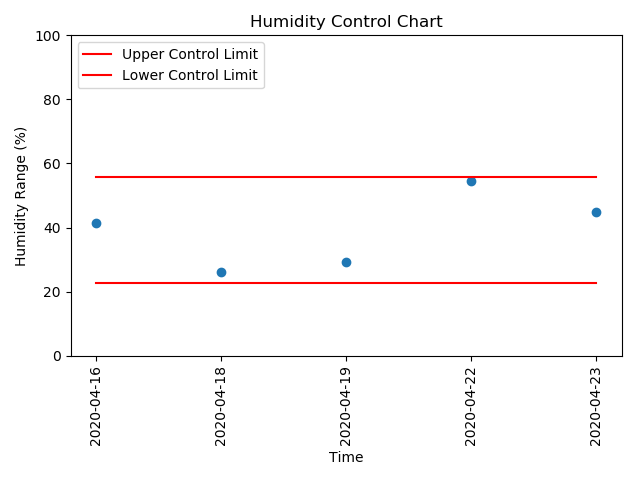 Humidity Control Chart
Upper Control Limit
Lower Control Limit
Humidity Range (%)
100
80
60
40
20
0
2020-04-16
2020-04-18
2020-04-19
2020-04-22
2020-04-23
Time